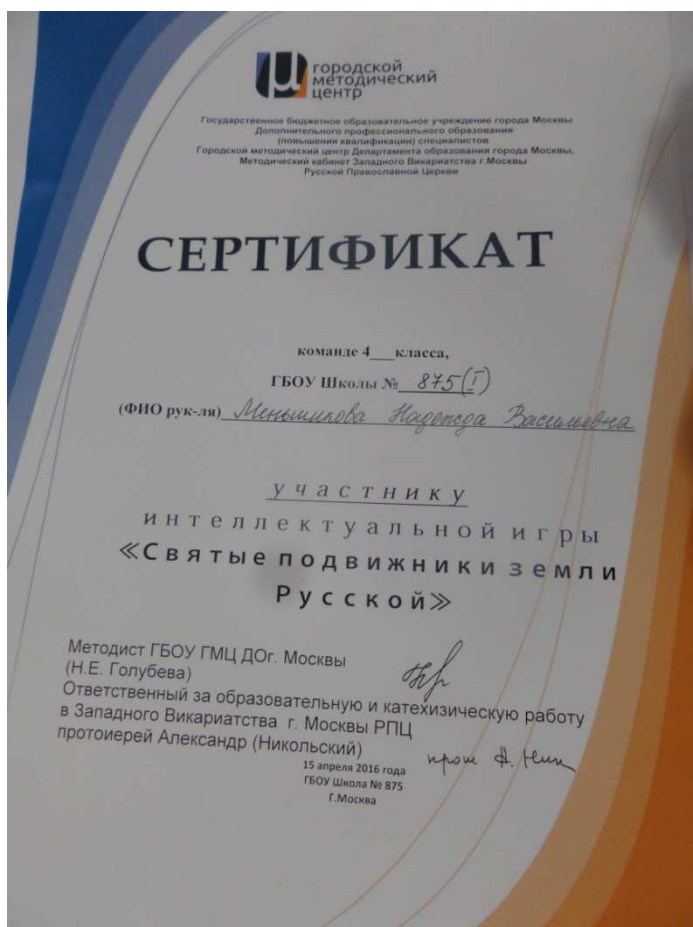 городской
методический
центр
Государственное бюджетное образовательное учреждение города Москвы
Дополнительного профессионального образования
(повышения квалификации) специалистов
Городской методический центр Департамента образования города Москвы,
Методический кабинет Западного Викариатства г.Москвы
Русской Православной Церкви
СЕРТИФИКАТ
команде 4___класса,
ГБОУ Школы № 875(I)
(ФИО рук-ля) Меньшикова Надежда Васильевна
участнику
интеллектуальной игры
«Святые подвижники земли
Русской»
Методист ГБОУ ГМЦ ДОг. Москвы
(Н.Е. Голубева)
Ответственный за образовательную и катехизическую работу
в Западного Викариатства г. Москвы РПЦ
протоиерей Александр (Никольский)
прот А. Ник
15 апреля 2016 года
ГБОУ Школа № 875
Г.Москва